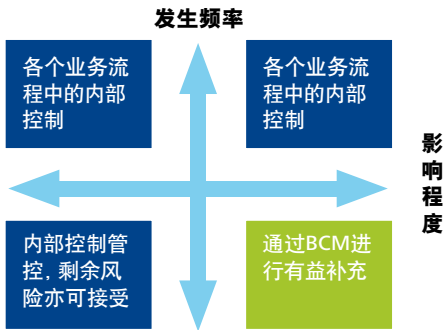 发生频率
各个业务流
程中的内部
控制
各个业务流
程中的内部
控制
影
响
程
度
内部控制管
控, 剩余风
险亦可接受
通过BCM进
行有益补充